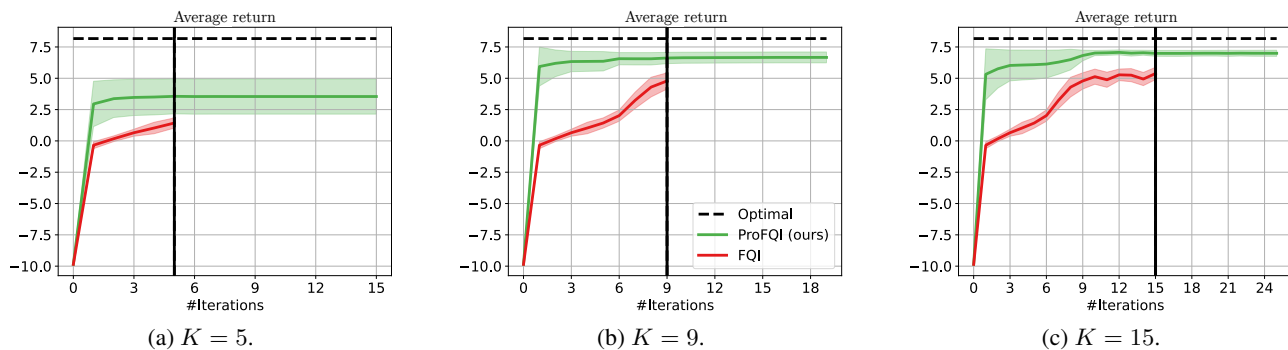 Average return
7.5
5.0
2.5
0.0
−2.5
−5.0
−7.5
−10.0
0 3 6 9 12 15
#Iterations
(a) K = 5.
Average return
7.5
5.0
2.5
0.0
−2.5
−5.0
−7.5
−10.0
Optimal
ProFQI (ours)
FQI
0 3 6 9 12 15 18
#Iterations
(b) K = 9.
Average return
7.5
5.0
2.5
0.0
−2.5
−5.0
−7.5
−10.0
0 3 6 9 12 15 18 21 24
#Iterations
(c) K = 15.